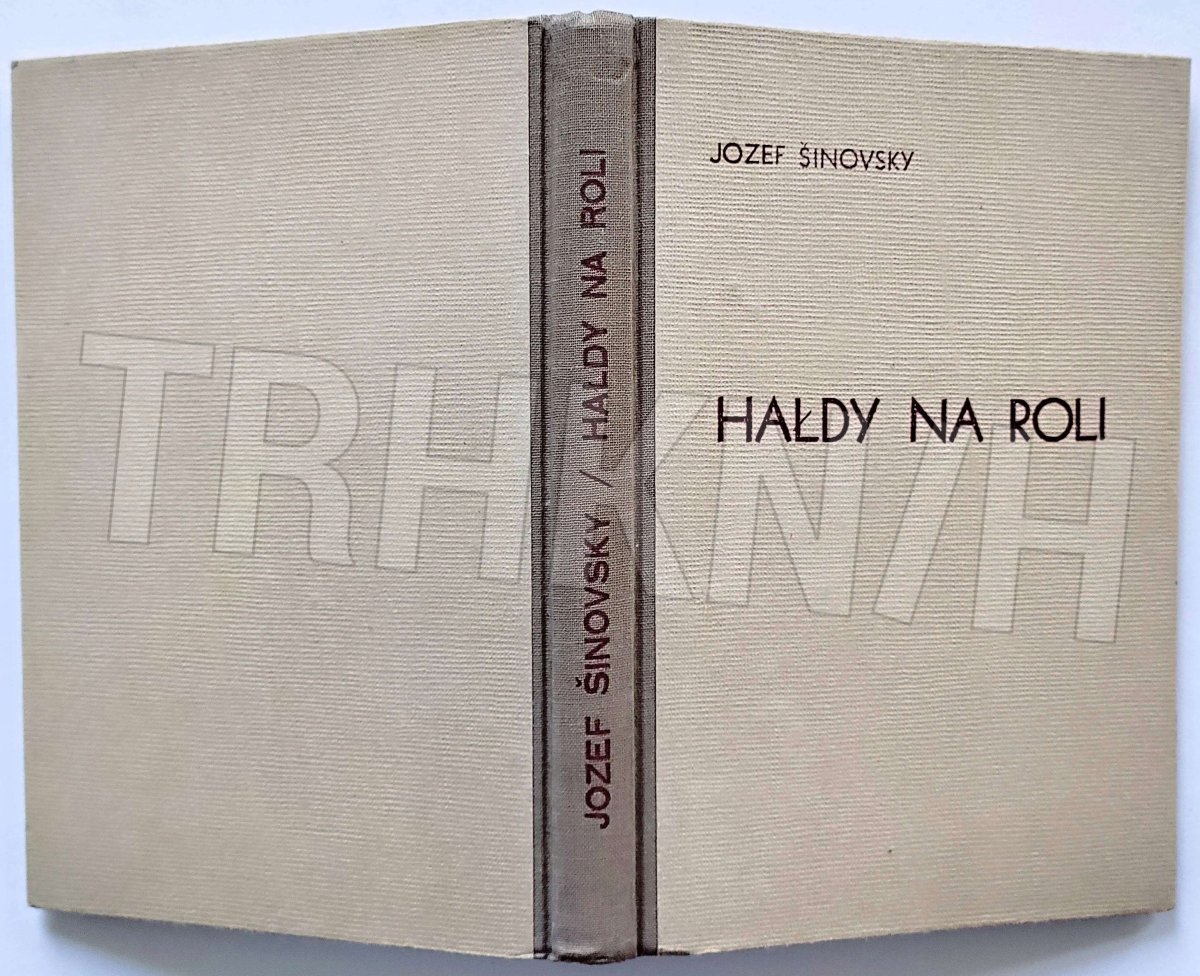 JOZEF ŠINOVSKY
HAŁDY NA ROLI
JOZEF ŠINOVSKY / HAŁDY NA ROLI
TRH KNIH